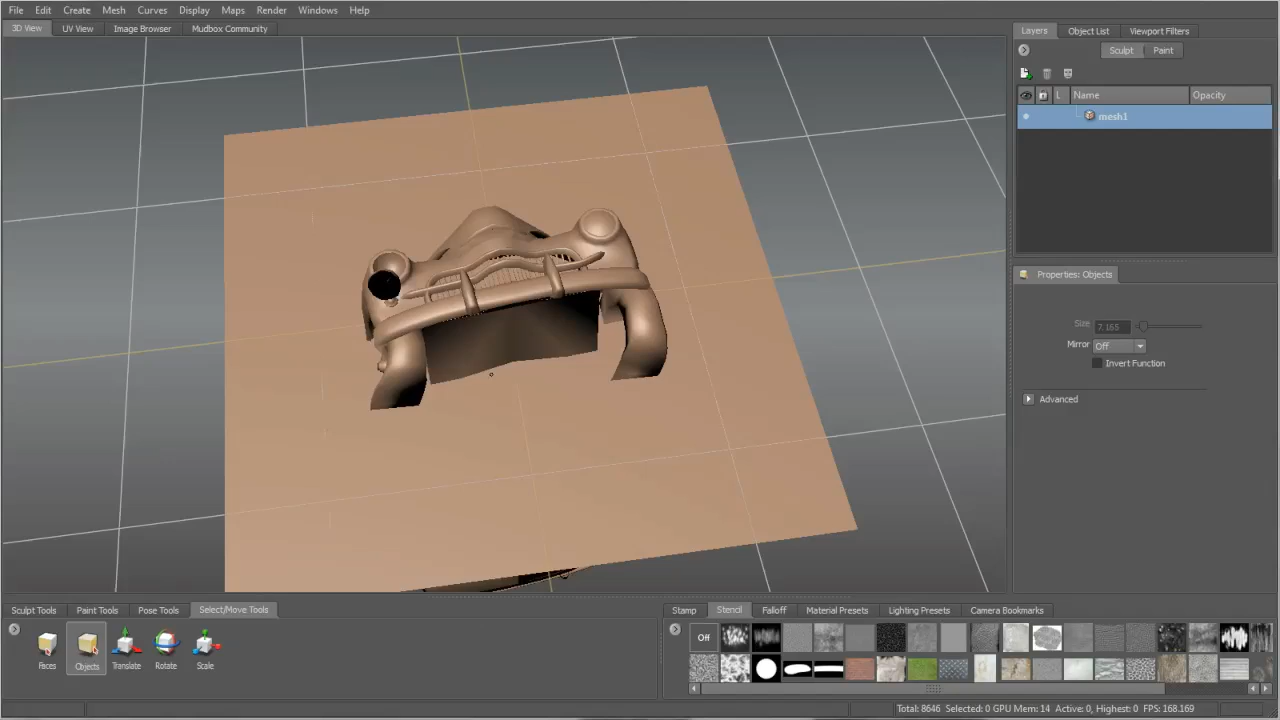 File Edit Create Mesh Curves Display Maps Render Windows Help
3D View UV View Image Browser Mudbox Community
Layers Object List Viewport Filters
Sculpt Paint
L Name Opacity
mesh1
Properties: Objects
Size 7.165
Mirror Off
Invert Function
Advanced
Sculpt Tools Paint Tools Pose Tools Select/Move Tools
Stamp Stencil Falloff Material Presets Lighting Presets Camera Bookmarks
Off
Faces Objects Translate Rotate Scale
Total: 8646 Selected: 0 GPU Mem: 14 Active: 0, Highest: 0 FPS: 168.169